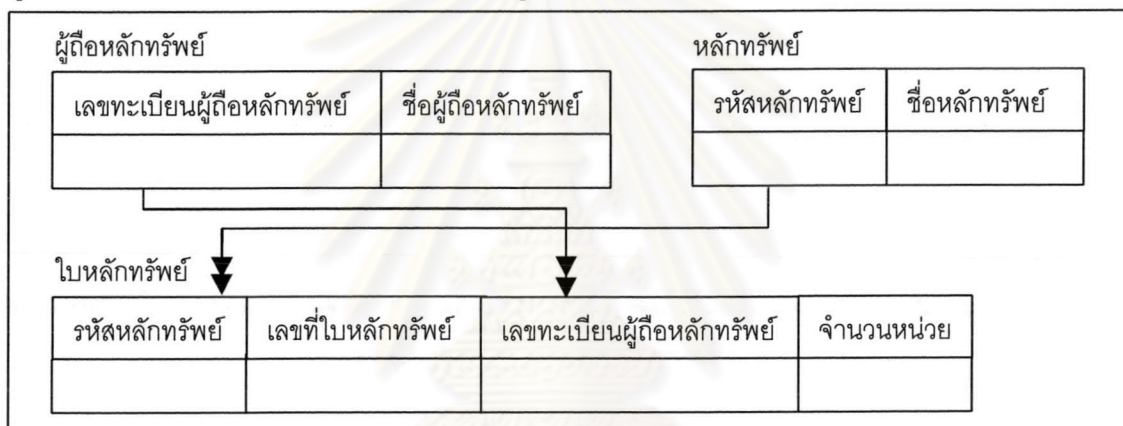 ผู้ถือหลักทรัพย์
หลักทรัพย์
เลขทะเบียนผู้ถือหลักทรัพย์ ชื่อผู้ถือหลักทรัพย์
รหัสหลักทรัพย์ ชื่อหลักทรัพย์
ใบหลักทรัพย์
รหัสหลักทรัพย์ เลขที่ใบหลักทรัพย์ เลขทะเบียนผู้ถือหลักทรัพย์ จำนวนหน่วย